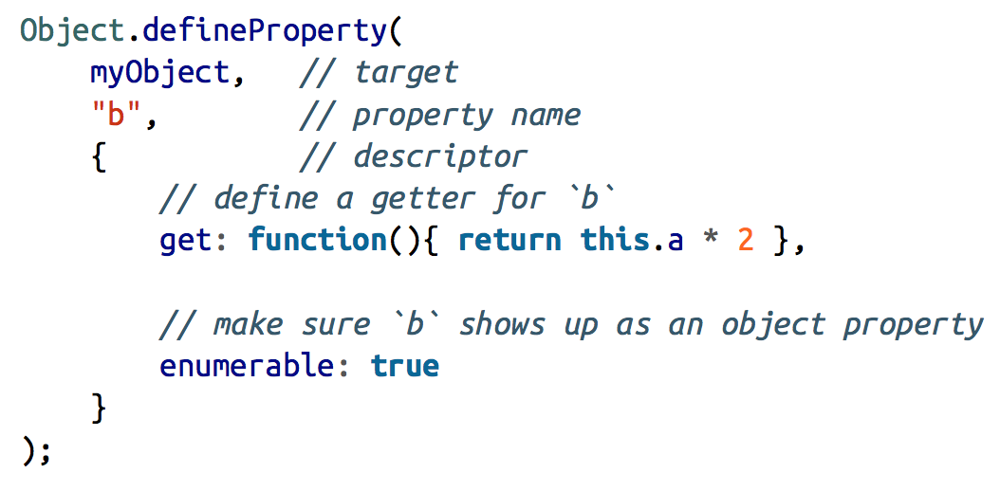 Object.defineProperty(
    myObject,   // target
    "b",        // property name
    {           // descriptor
        // define a getter for `b`
        get: function(){ return this.a * 2 },

        // make sure `b` shows up as an object property
        enumerable: true
    }
);